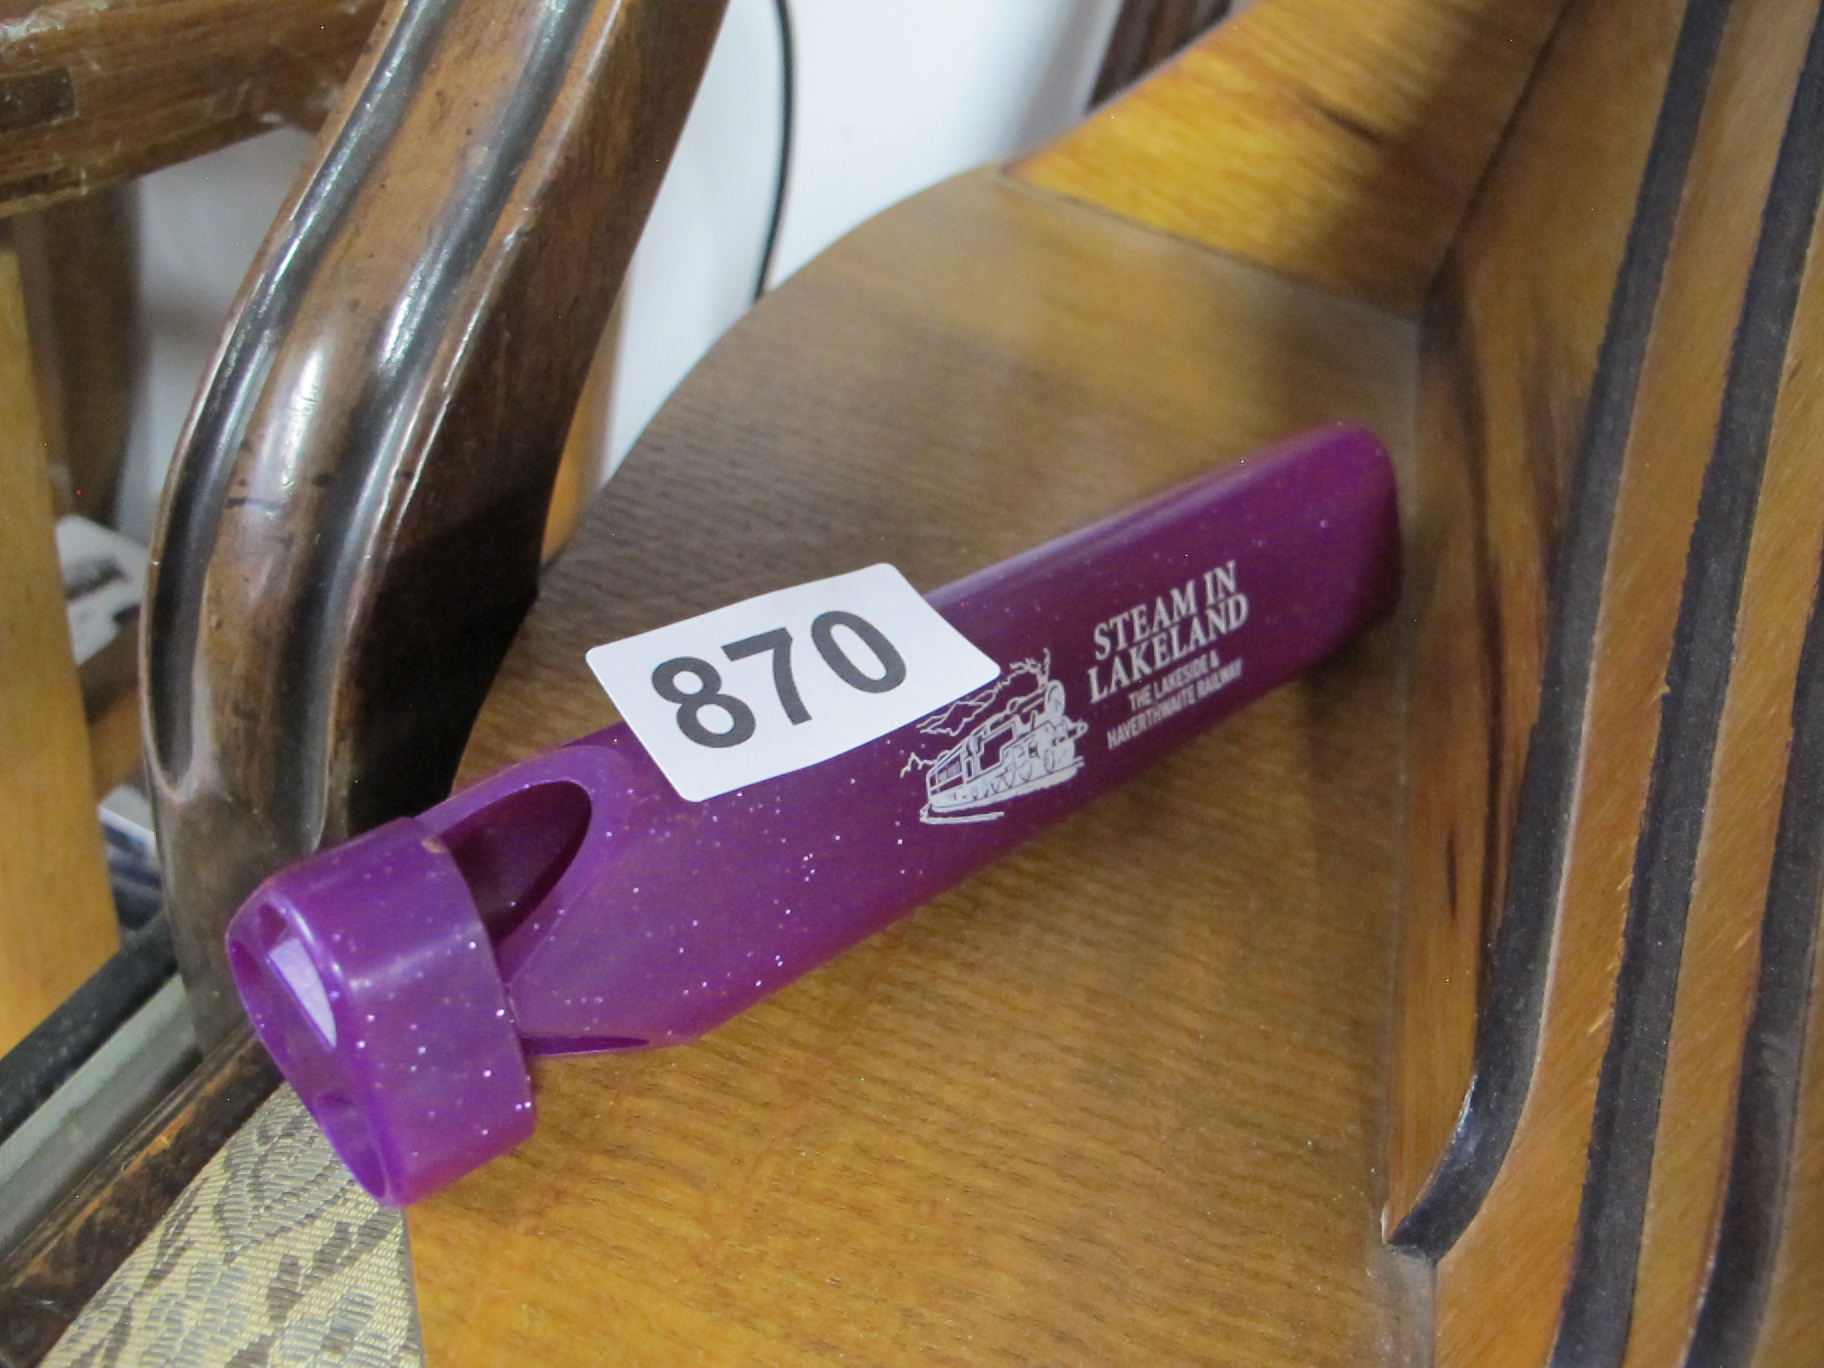 870
STEAM IN
LAKELAND
THE LAKESIDE &
HAVERTHWAITE RAILWAY